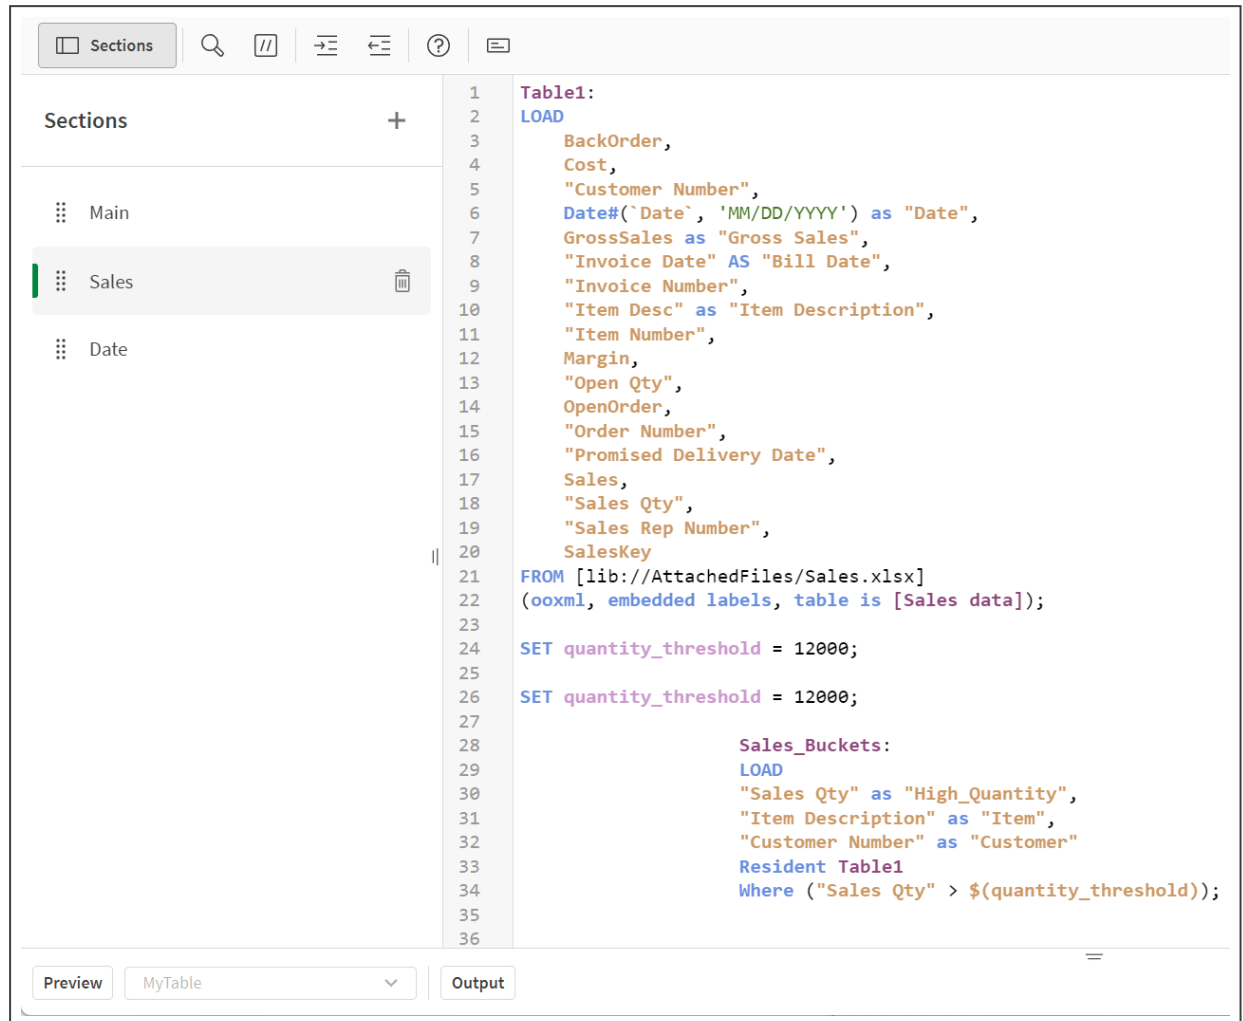 Sections
Sections
Main
Sales
Date
1 Table1:
2 LOAD
3 BackOrder,
4 Cost,
5 "Customer Number",
6 Date#(`Date`, 'MM/DD/YYYY') as "Date",
7 GrossSales as "Gross Sales",
8 "Invoice Date" AS "Bill Date",
9 "Invoice Number",
10 "Item Desc" as "Item Description",
11 "Item Number",
12 Margin,
13 "Open Qty",
14 OpenOrder,
15 "Order Number",
16 "Promised Delivery Date",
17 Sales,
18 "Sales Qty",
19 "Sales Rep Number",
20 SalesKey
21 FROM [lib://AttachedFiles/Sales.xlsx]
22 (ooxml, embedded labels, table is [Sales data]);
23
24 SET quantity_threshold = 12000;
25
26 SET quantity_threshold = 12000;
27
28 Sales_Buckets:
29 LOAD
30 "Sales Qty" as "High_Quantity",
31 "Item Description" as "Item",
32 "Customer Number" as "Customer"
33 Resident Table1
34 Where ("Sales Qty" > $(quantity_threshold));
35
36
Preview MyTable Output